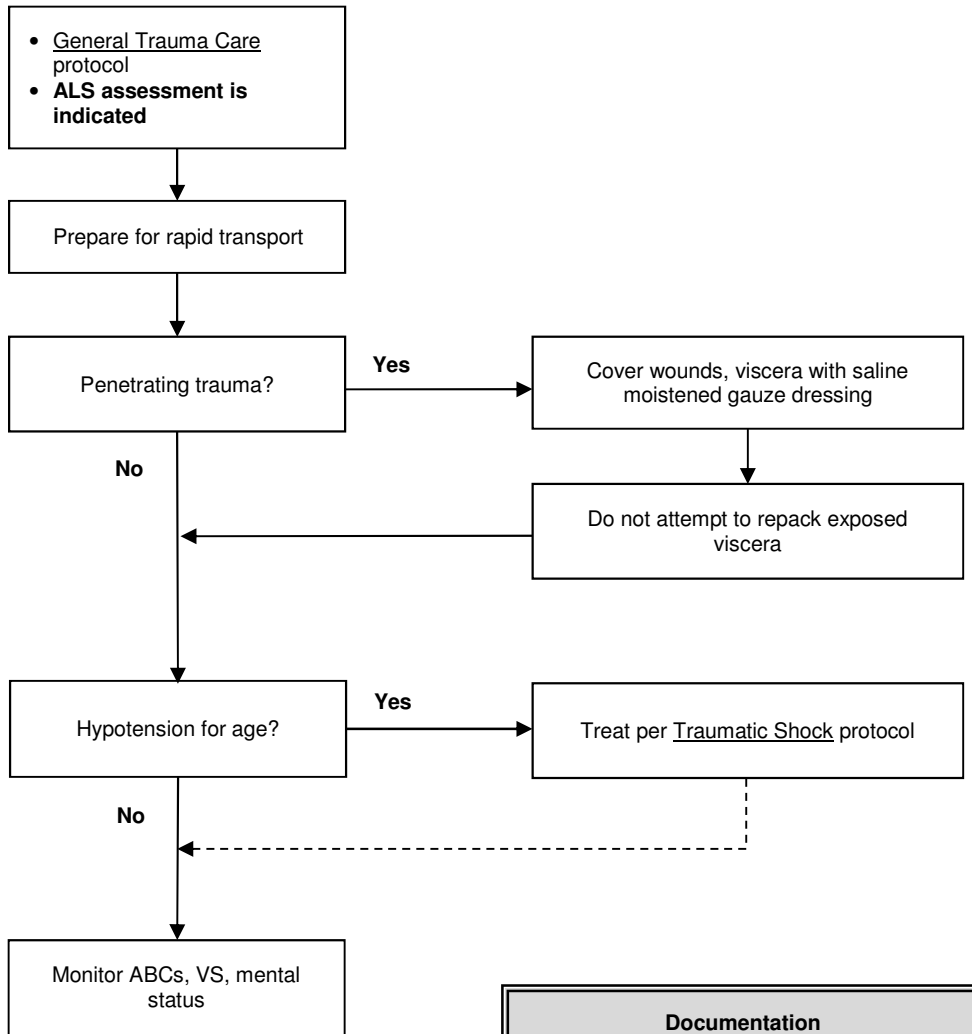 • General Trauma Care
protocol
• ALS assessment is
indicated
Prepare for rapid transport
Penetrating trauma?
Yes
Cover wounds, viscera with saline
moistened gauze dressing
No
Do not attempt to repack exposed
viscera
Hypotension for age?
Yes
Treat per Traumatic Shock protocol
No
Monitor ABCs, VS, mental
status
Documentation